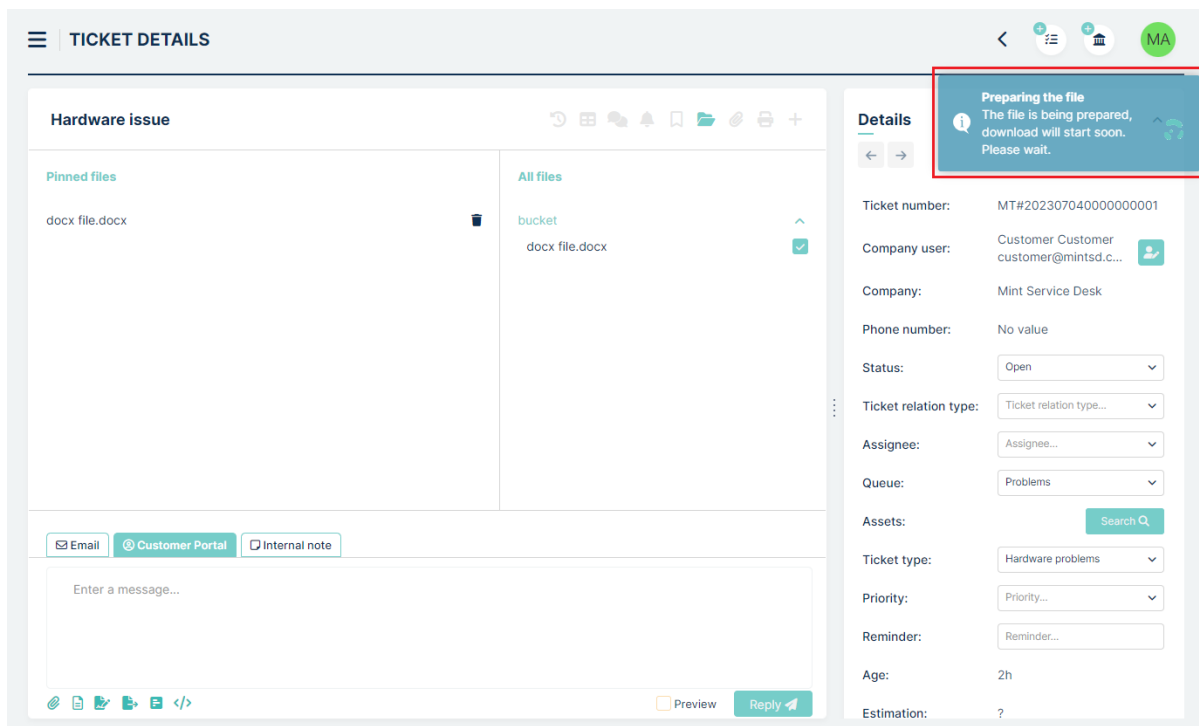 TICKET DETAILS
MA
Preparing the file
The file is being prepared,
download will start soon.
Please wait.
Hardware issue
Details
Pinned files
All files
docx file.docx
bucket
docx file.docx
Ticket number: MT#202307040000000001
Company user: Customer Customer
customer@mintsd.c...
Company: Mint Service Desk
Phone number: No value
Status: Open
Ticket relation type: Ticket relation type...
Assignee: Assignee...
Queue: Problems
Assets: Search
Ticket type: Hardware problems
Priority: Priority...
Reminder: Reminder...
Age: 2h
Estimation: ?
Email Customer Portal Internal note
Enter a message...
Preview Reply